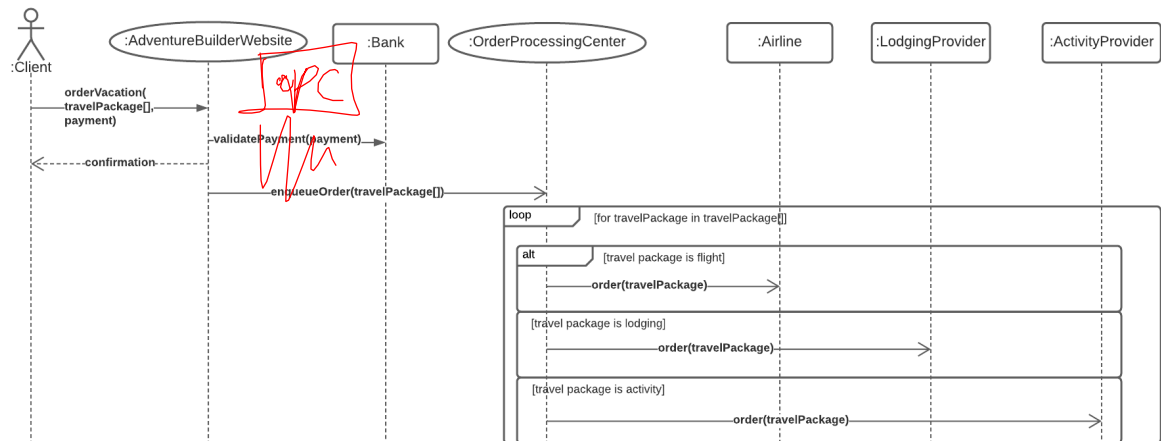 :Client
:AdventureBuilderWebsite
:Bank
:OrderProcessingCenter
:Airline
:LodgingProvider
:ActivityProvider
OPC
orderVacation(
travelPackage[],
payment)
validatePayment(payment)
confirmation
enqueueOrder(travelPackage[])
loop
[for travelPackage in travelPackage[]]
alt
[travel package is flight]
order(travelPackage)
[travel package is lodging]
order(travelPackage)
[travel package is activity]
order(travelPackage)